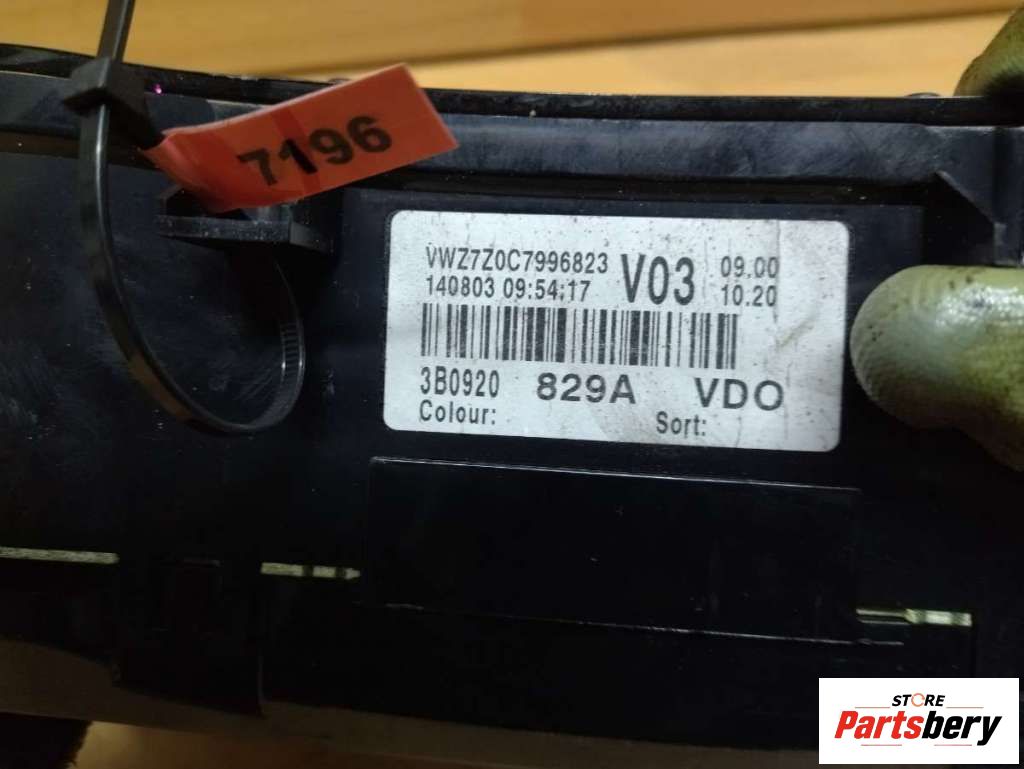 7196
VWZ7Z0C7996823 V03 09.00
140803 09:54:17 10.20
3B0920 829A VDO
Colour: Sort:
STORE
Partsbery